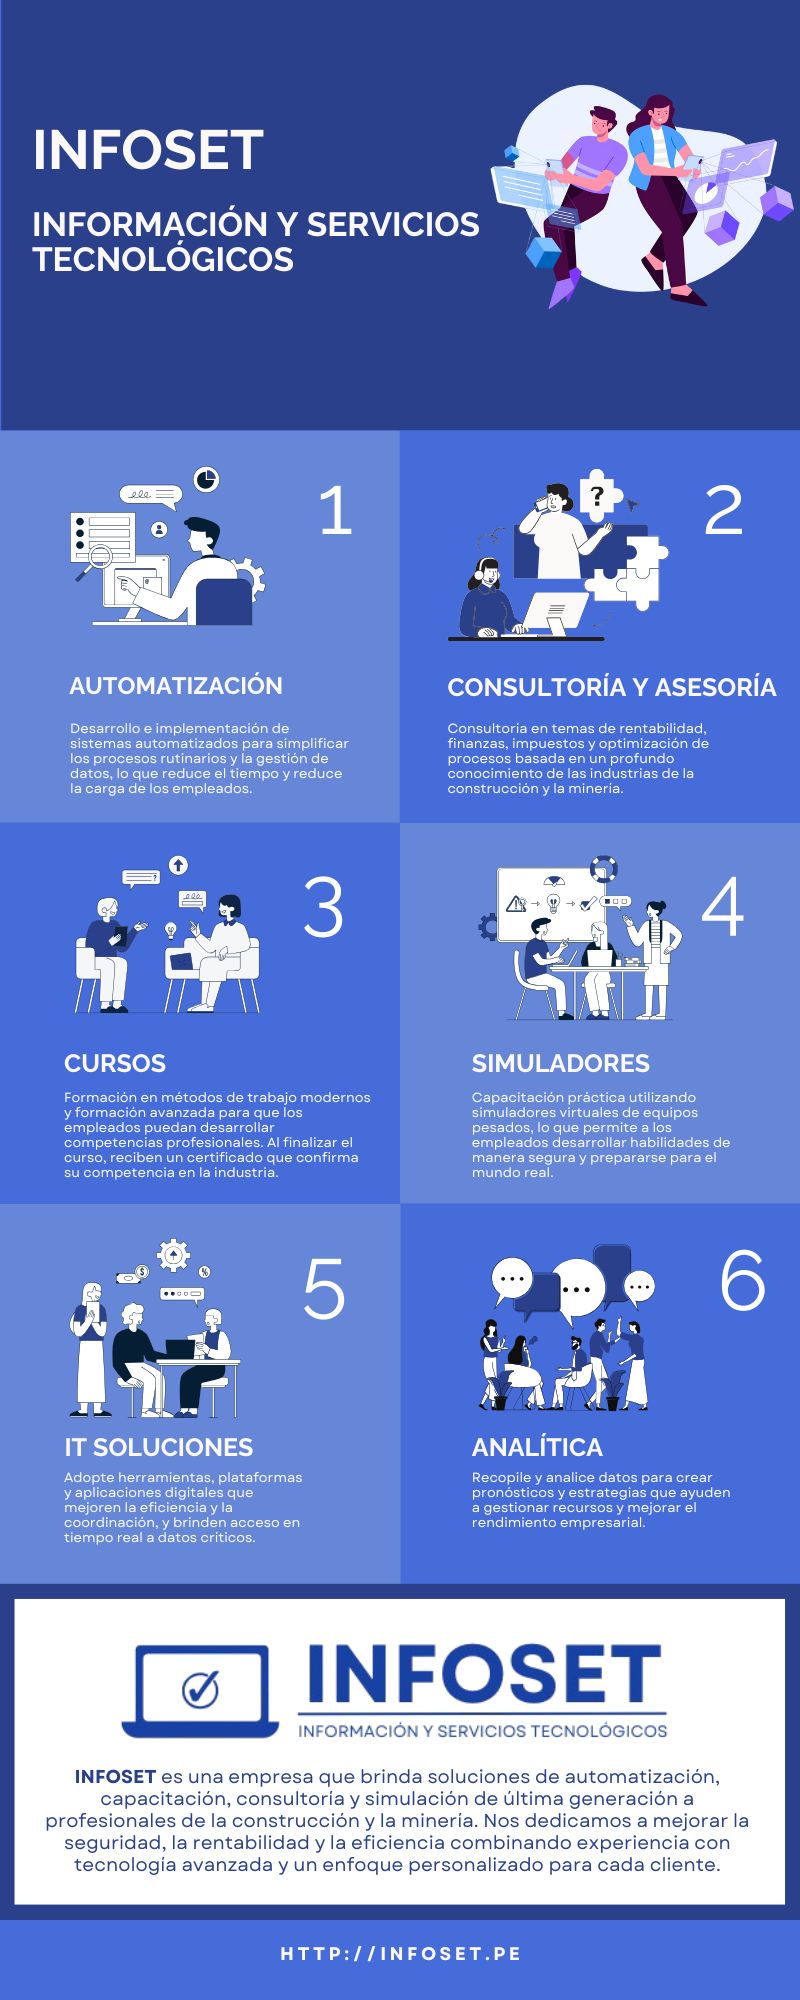 INFOSET
INFORMACIÓN Y SERVICIOS
TECNOLÓGICOS
1
AUTOMATIZACIÓN
Desarrollo e implementación de
sistemas automatizados para simplificar
los procesos rutinarios y la gestión de
datos, lo que reduce el tiempo y reduce
la carga de los empleados.
?
2
CONSULTORÍA Y ASESORÍA
Consultoría en temas de rentabilidad,
finanzas, impuestos y optimización de
procesos basada en un profundo
conocimiento de las industrias de la
construcción y la minería.
3
CURSOS
Formación en métodos de trabajo modernos
y formación avanzada para que los
empleados puedan desarrollar
competencias profesionales. Al finalizar el
curso, reciben un certificado que confirma
su competencia en la industria.
4
SIMULADORES
Capacitación práctica utilizando
simuladores virtuales de equipos
pesados, lo que permite a los
empleados desarrollar habilidades de
manera segura y prepararse para el
mundo real.
$
%
5
IT SOLUCIONES
Adopte herramientas, plataformas
y aplicaciones digitales que
mejoren la eficiencia y la
coordinación, y brinden acceso en
tiempo real a datos criticos.
6
ANALÍTICA
Recopile y analice datos para crear
pronósticos y estrategias que ayuden
a gestionar recursos y mejorar el
rendimiento empresarial.
INFOSET
INFORMACIÓN Y SERVICIOS TECNOLÓGICOS
INFOSET es una empresa que brinda soluciones de automatización,
capacitación, consultoría y simulación de última generación a
profesionales de la construcción y la minería. Nos dedicamos a mejorar la
seguridad, la rentabilidad y la eficiencia combinando experiencia con
tecnología avanzada y un enfoque personalizado para cada cliente.
HTTP://INFOSET.PE